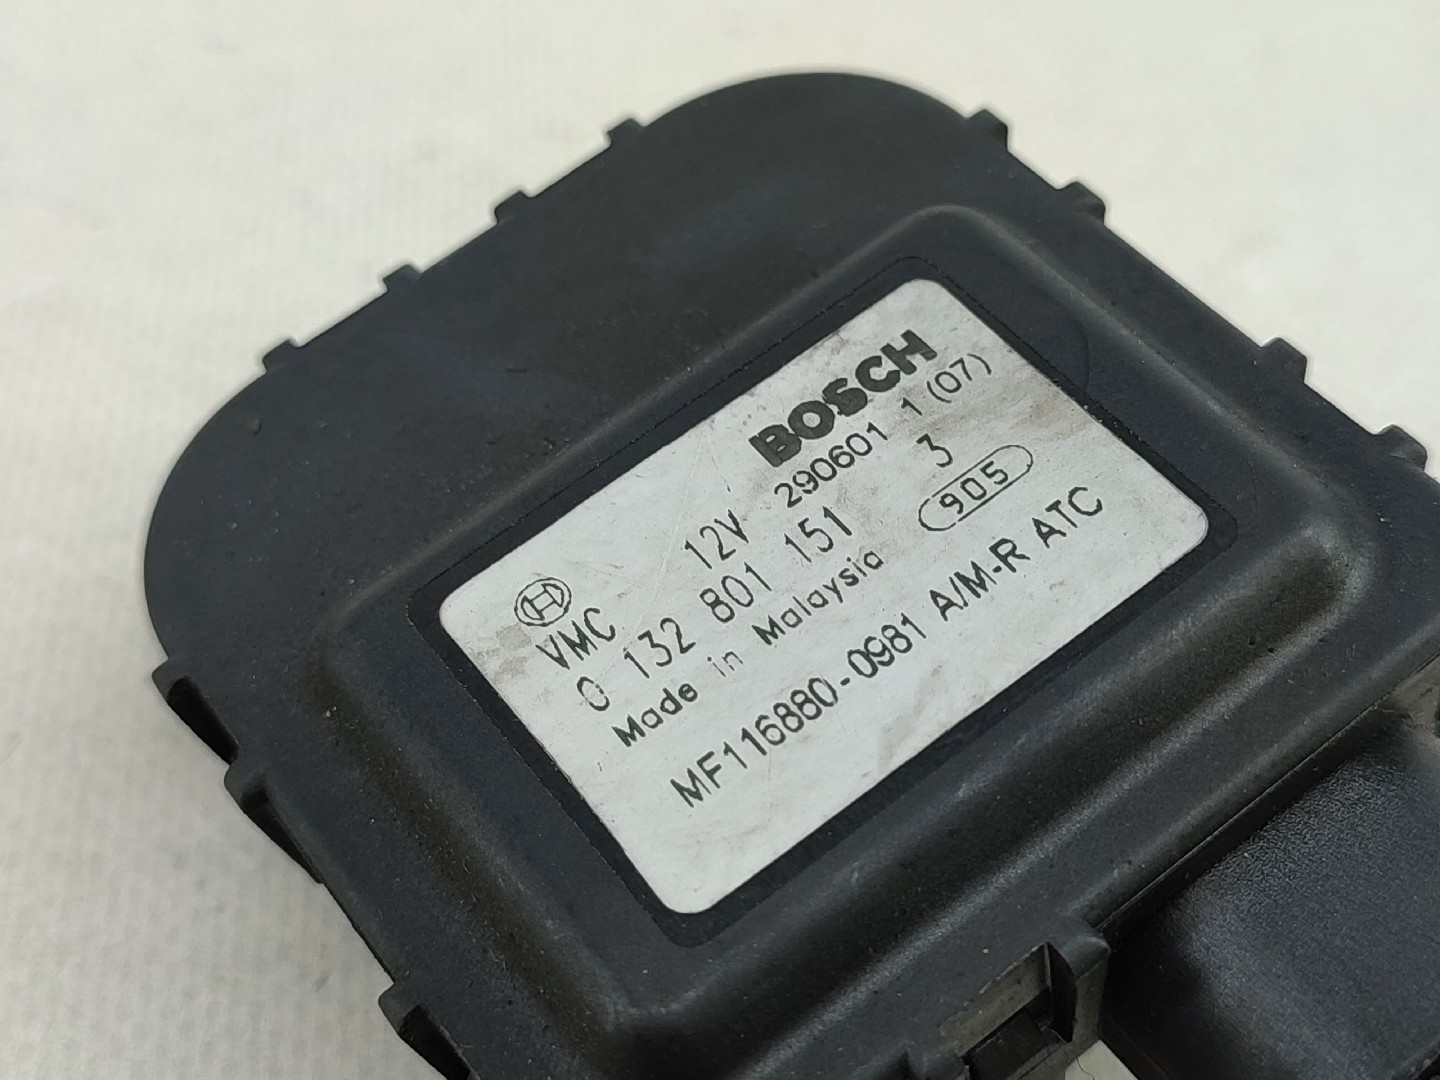 BOSCH
VMC 12V 290601 1 (07)
0 132 801 151 3
Made in Malaysia 905
MF116880-0981 A/M-R ATC